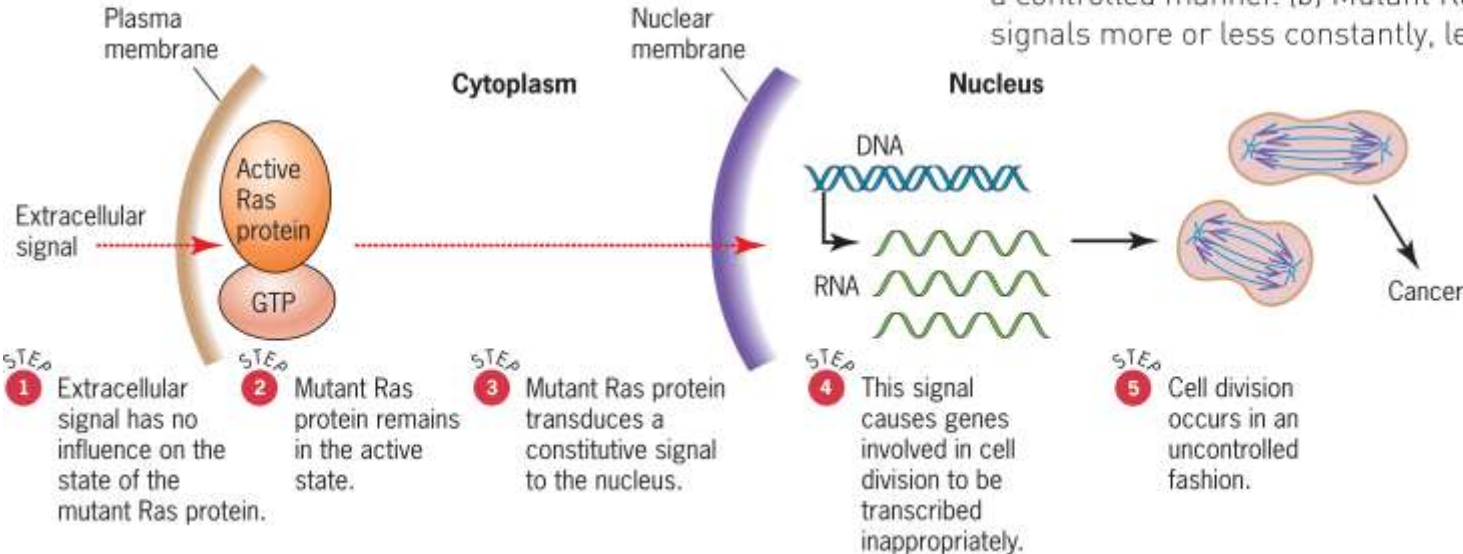 a controlled manner. (b) Mutant
signals more or less constantly,
Plasma
membrane
Nuclear
membrane
Cytoplasm
Nucleus
DNA
Active
Ras
protein
Extracellular
signal
GTP
RNA
Cancer
STEP
1
Extracellular
signal has no
influence on the
state of the
mutant Ras protein.
STEP
2
Mutant Ras
protein remains
in the active
state.
STEP
3
Mutant Ras protein
transduces a
constitutive signal
to the nucleus.
STEP
4
This signal
causes genes
involved in cell
division to be
transcribed
inappropriately.
STEP
5
Cell division
occurs in an
uncontrolled
fashion.